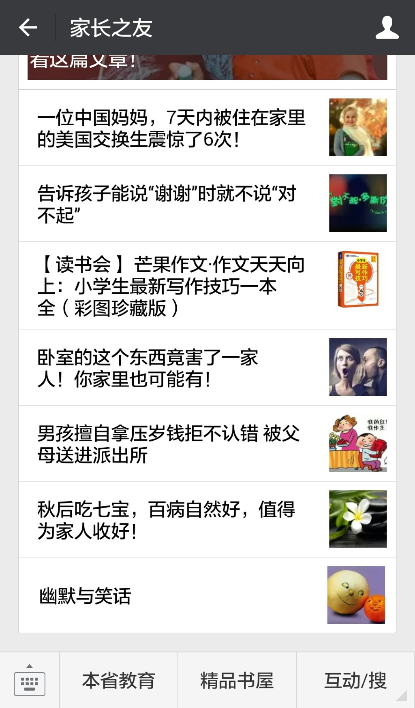 家长之友
看这篇文章！
一位中国妈妈，7天内被住在家里
的美国交换生震惊了6次！
告诉孩子能说“谢谢”时就不说“对
不起”
【 读书会 】 芒果作文·作文天天向
上：小学生最新写作技巧一本
全（ 彩图珍藏版 ）
卧室的这个东西竟害了一家
人！你家里也可能有！
男孩擅自拿压岁钱拒不认错 被父
母送进派出所
秋后吃七宝，百病自然好，值得
为家人收好！
幽默与笑话
本省教育
精品书屋
互动/搜